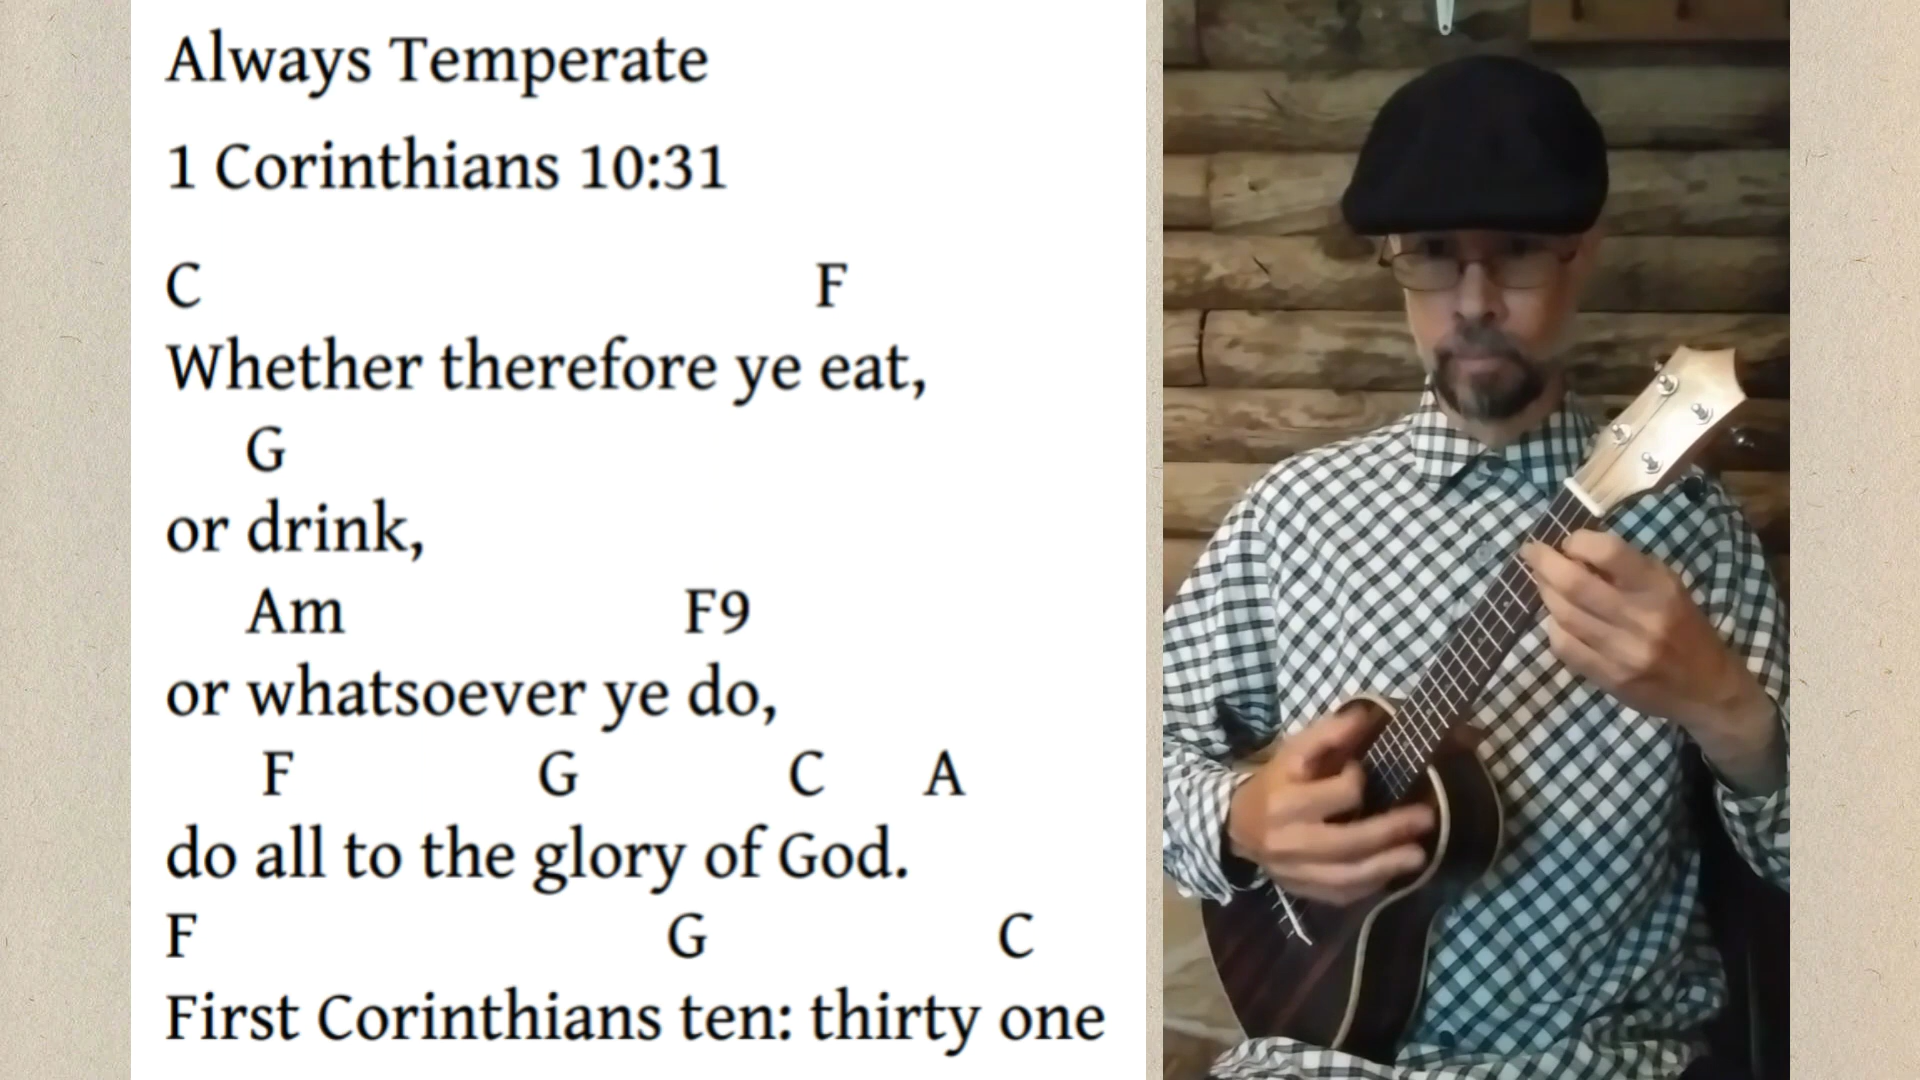 Always Temperate
1 Corinthians 10:31
C F
Whether therefore ye eat,
G
or drink,
Am F9
or whatsoever ye do,
F G C A
do all to the glory of God.
F G C
First Corinthians ten: thirty one